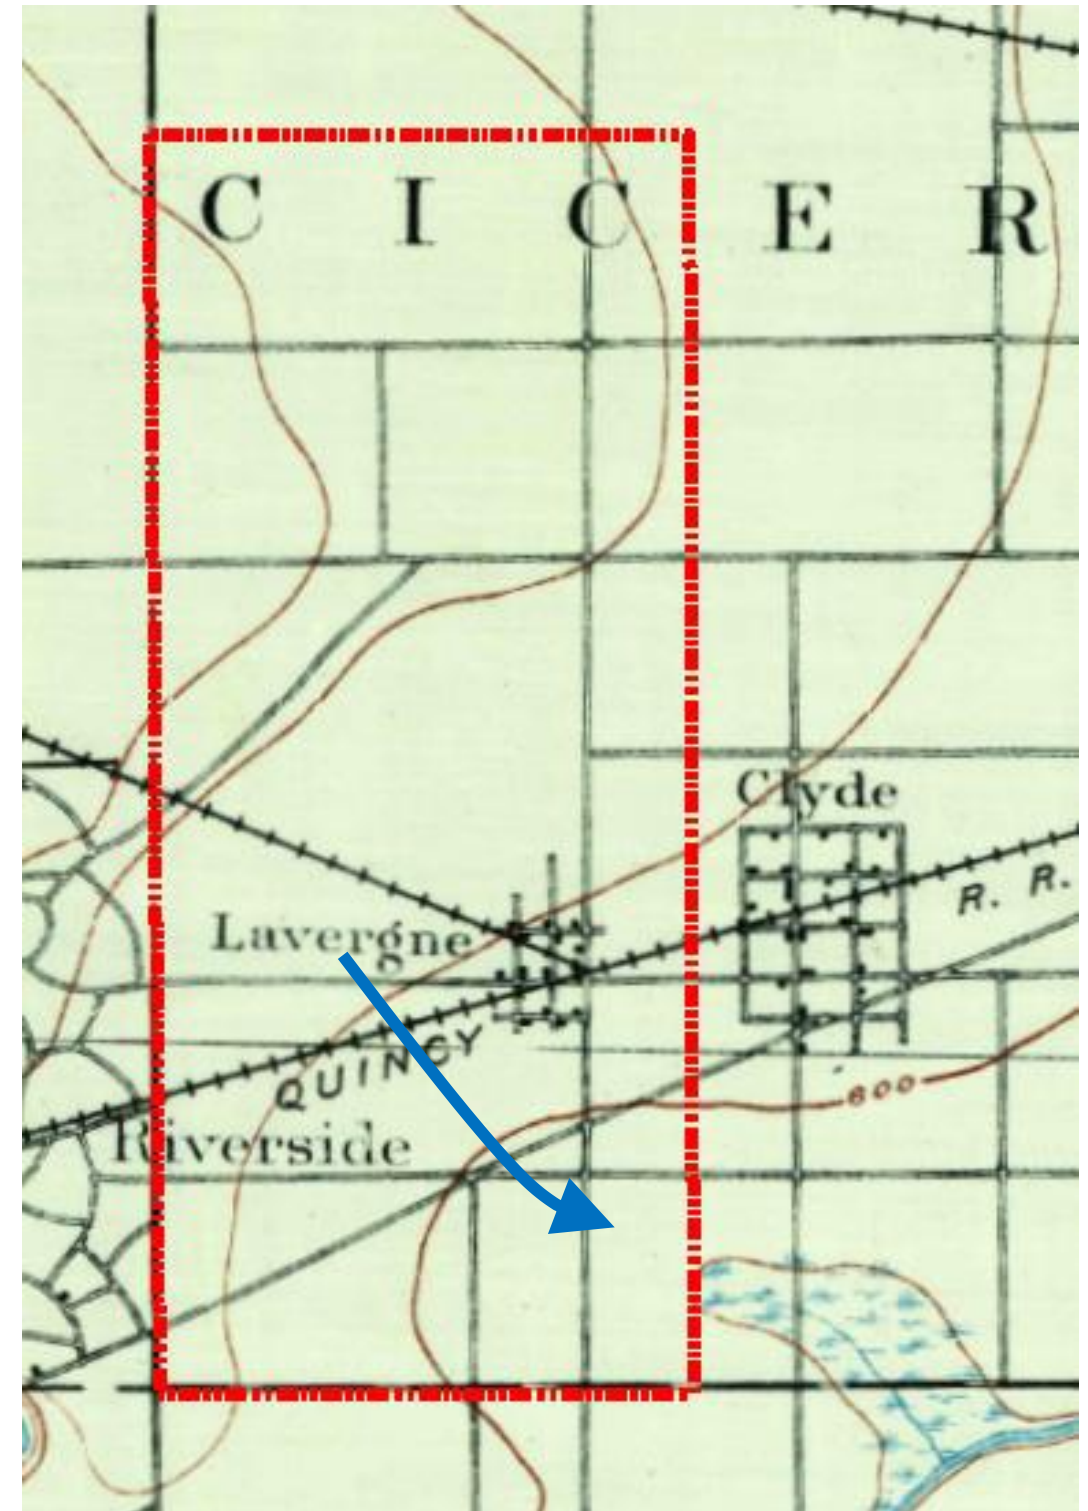 C I C E R
Clyde
R. R.
Lavergne
QUINCY
600
Riverside